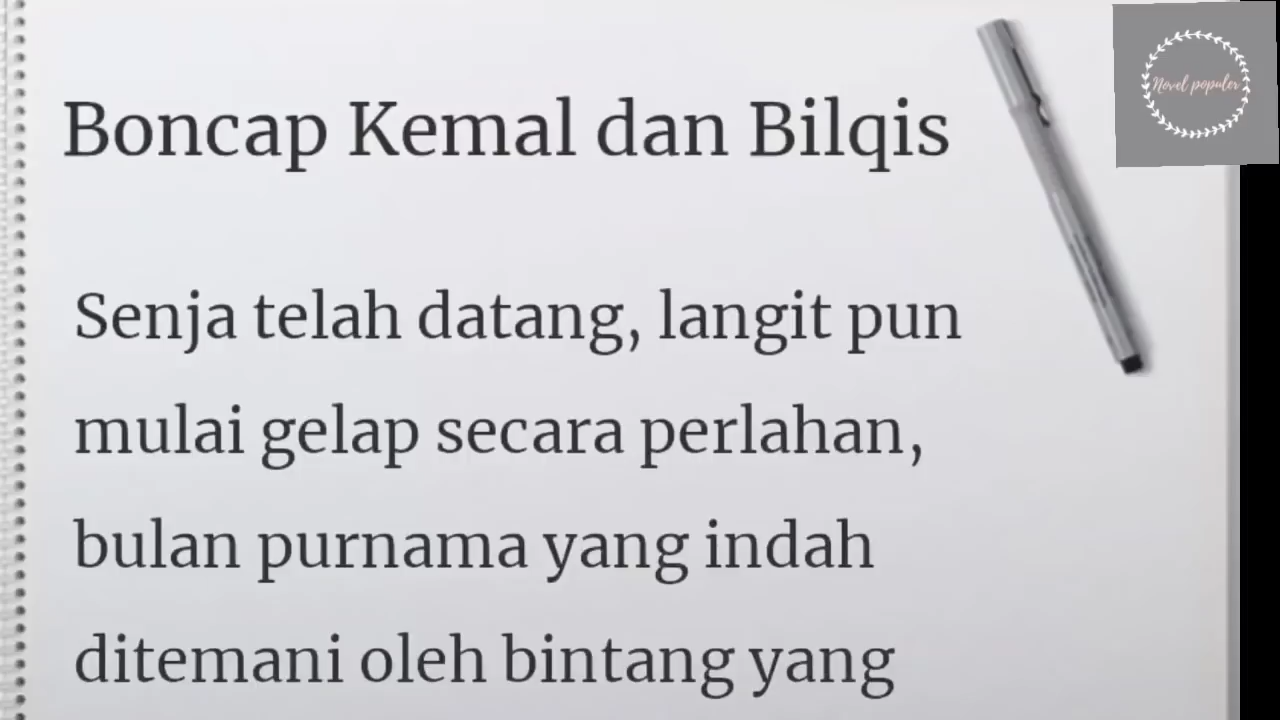 Boncap Kemal dan Bilqis
Novel populer
Senja telah datang, langit pun
mulai gelap secara perlahan,
bulan purnama yang indah
ditemani oleh bintang yang